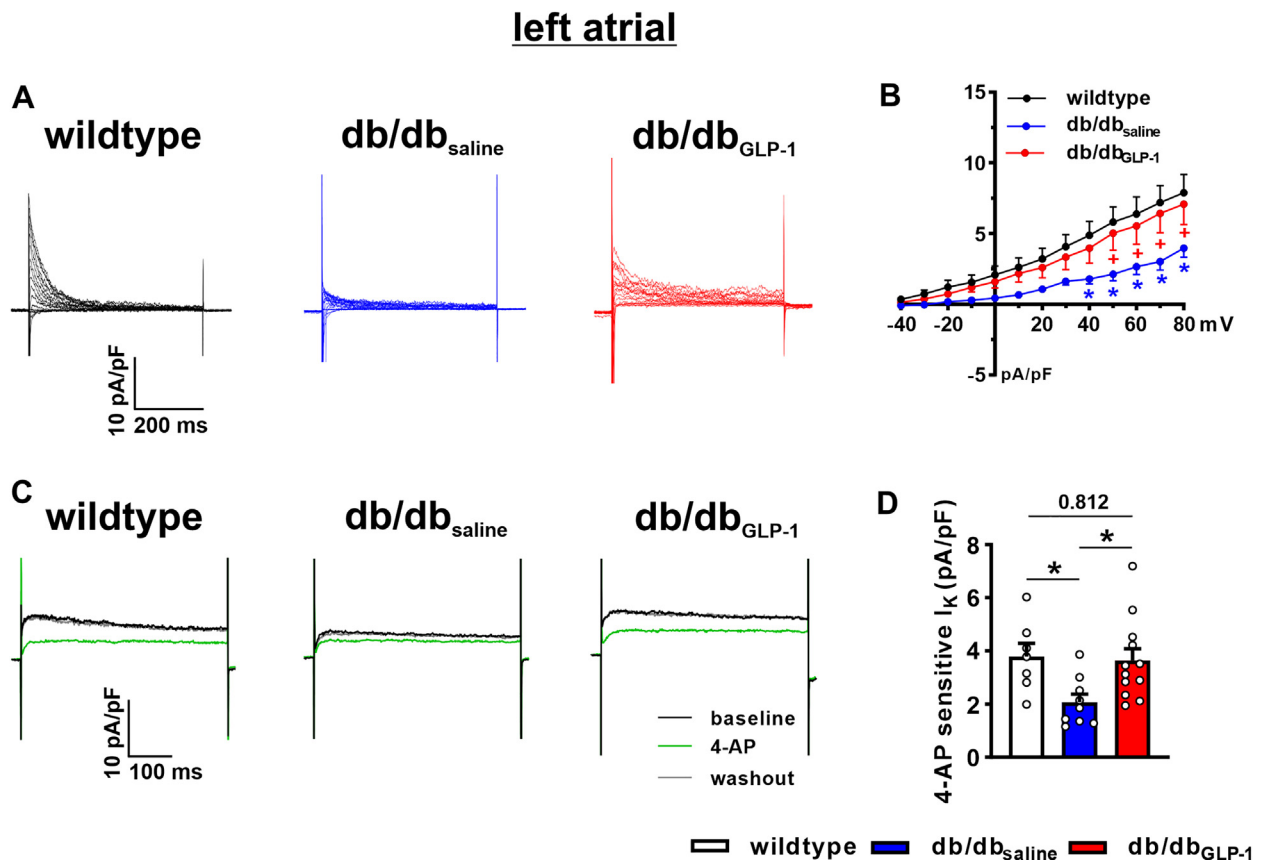 left atrial
A
wildtype db/dbsaline db/dbGLP-1
10 pA/pF
200 ms
B
wildtype
db/dbsaline
db/dbGLP-1
15
10
5
-40 -20 20 40 60 80 mV
-5 pA/pF
+ + + +
* * * * *
C
wildtype db/dbsaline db/dbGLP-1
10 pA/pF
100 ms
baseline
4-AP
washout
D
4-AP sensitive IK (pA/pF)
0.812
*
*
8
6
4
2
0
wildtype db/dbsaline db/dbGLP-1